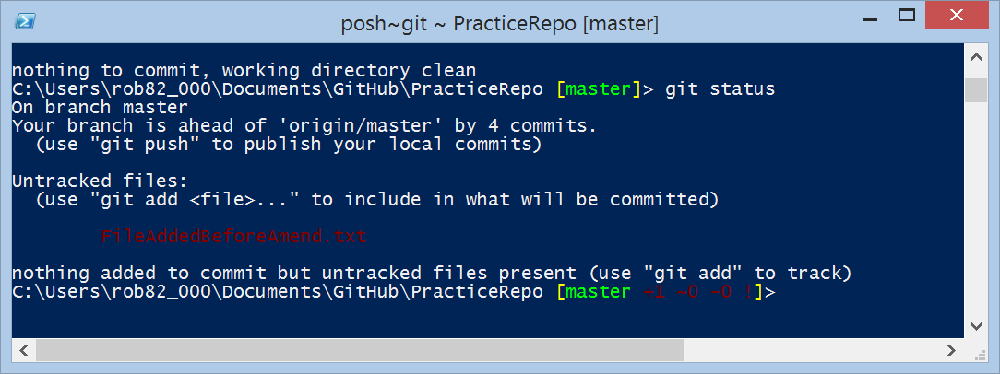 posh~git ~ PracticeRepo [master]
nothing to commit, working directory clean
C:\Users\rob82_000\Documents\GitHub\PracticeRepo [master]> git status
On branch master
Your branch is ahead of 'origin/master' by 4 commits.
  (use "git push" to publish your local commits)
Untracked files:
  (use "git add <file>..." to include in what will be committed)
        FileAddedBeforeAmend.txt
nothing added to commit but untracked files present (use "git add" to track)
C:\Users\rob82_000\Documents\GitHub\PracticeRepo [master +1 ~0 -0 !]>